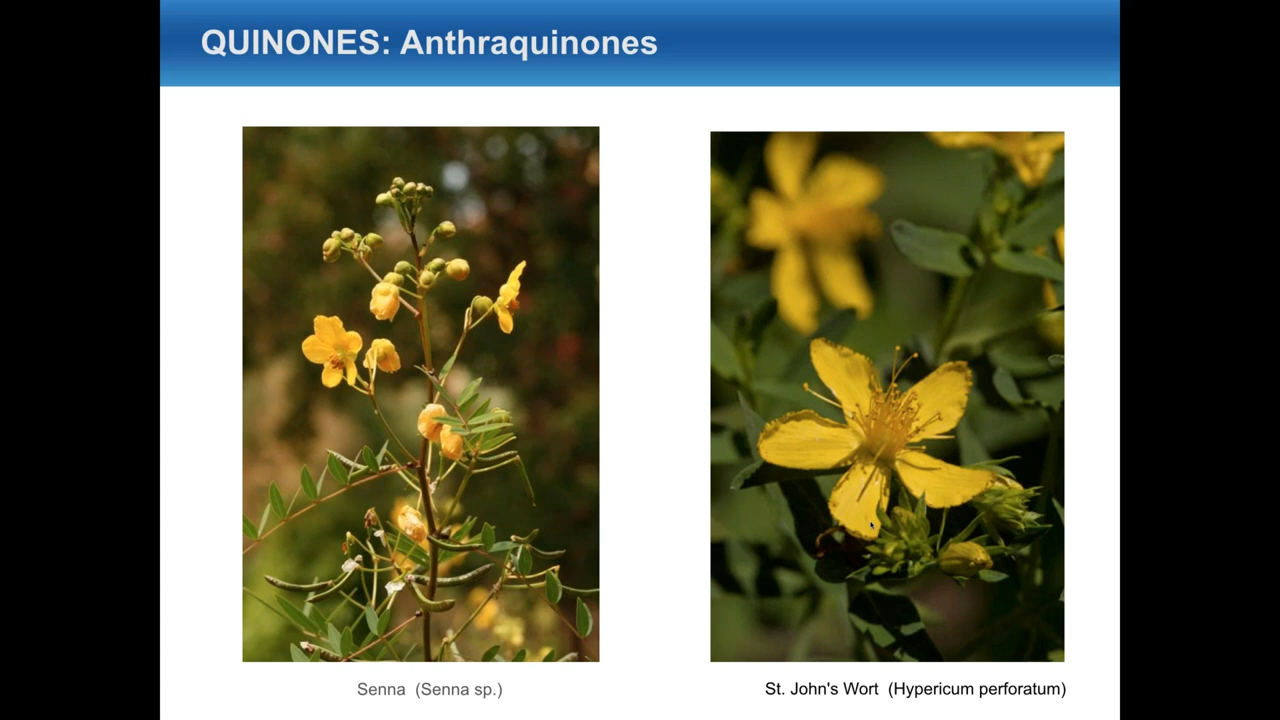 QUINONES: Anthraquinones
Senna (Senna sp.)
St. John's Wort (Hypericum perforatum)